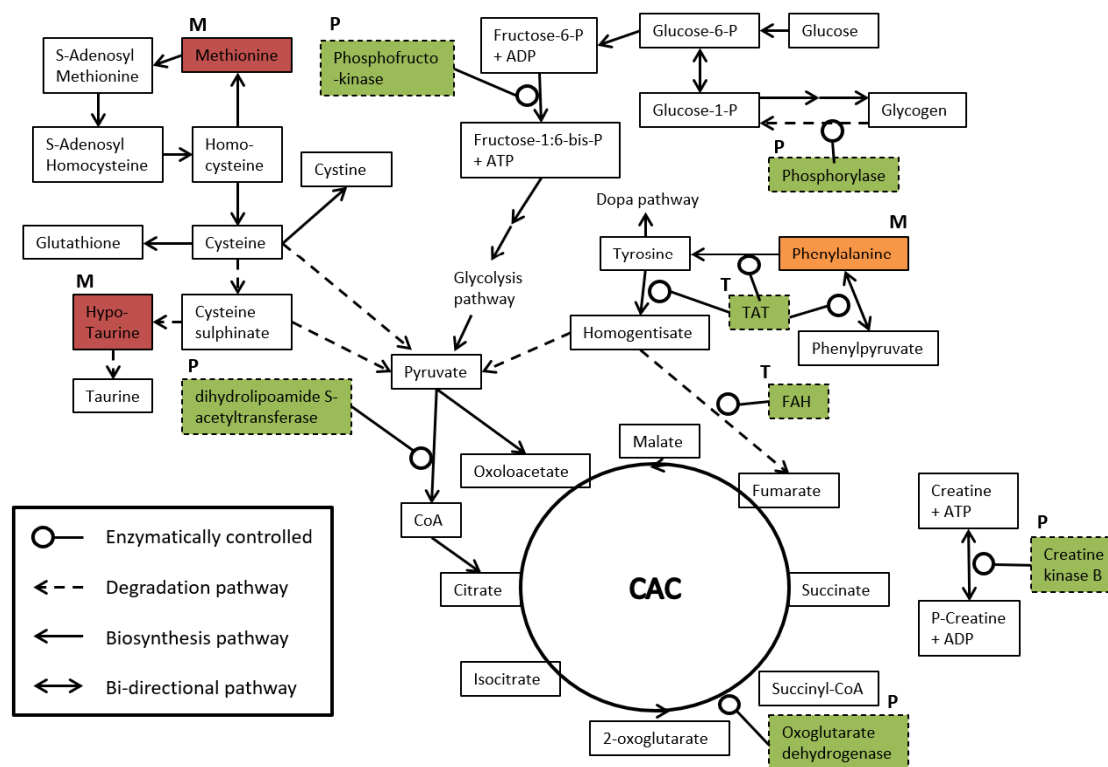 M
S-Adenosyl
Methionine
Methionine
P
Phosphofructo
-kinase
Fructose-6-P
+ ADP
Glucose-6-P
Glucose
Glucose-1-P
Glycogen
S-Adenosyl
Homocysteine
Homo-
cysteine
Fructose-1:6-bis-P
+ ATP
P
Phosphorylase
Cystine
Dopa pathway
Glutathione
Cysteine
Tyrosine
M
Phenylalanine
Glycolysis
pathway
M
Hypo-
Taurine
Cysteine
sulphinate
T
TAT
Homogentisate
Phenylpyruvate
Taurine
P
dihydrolipoamide S-
acetyltransferase
Pyruvate
T
FAH
Malate
Oxoloacetate
Fumarate
Creatine
+ ATP
P
Creatine
kinase B
P-Creatine
+ ADP
CoA
Citrate
CAC
Succinate
Isocitrate
Succinyl-CoA
2-oxoglutarate
P
Oxoglutarate
dehydrogenase
Enzymatically controlled
Degradation pathway
Biosynthesis pathway
Bi-directional pathway